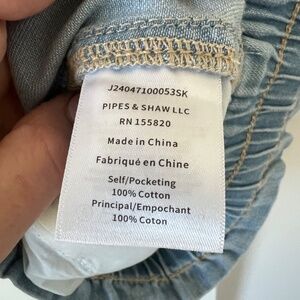 J24047100053SK
PIPES & SHAW LLC
RN 155820
Made in China
Fabriqué en Chine
Self/Pocketing
100% Cotton
Principal/Empochant
100% Coton